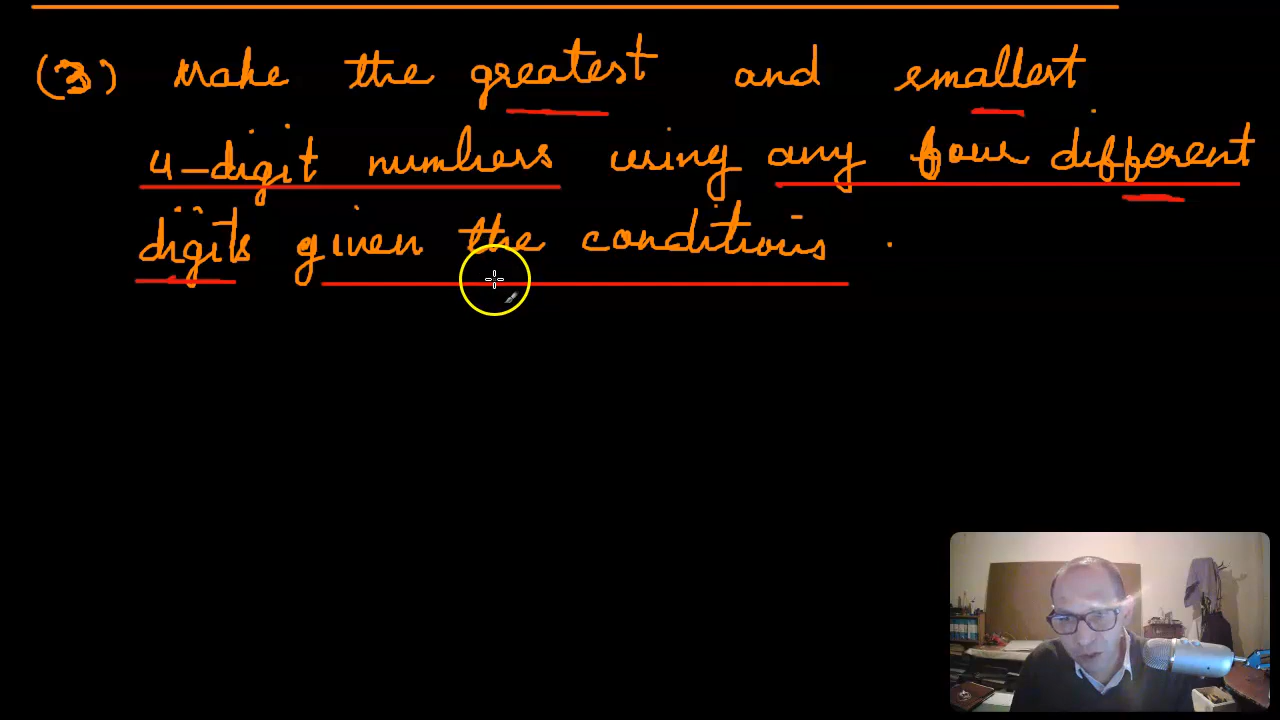 (3) Make the greatest and smallest
4-digit numbers using any four different
digits given the conditions.